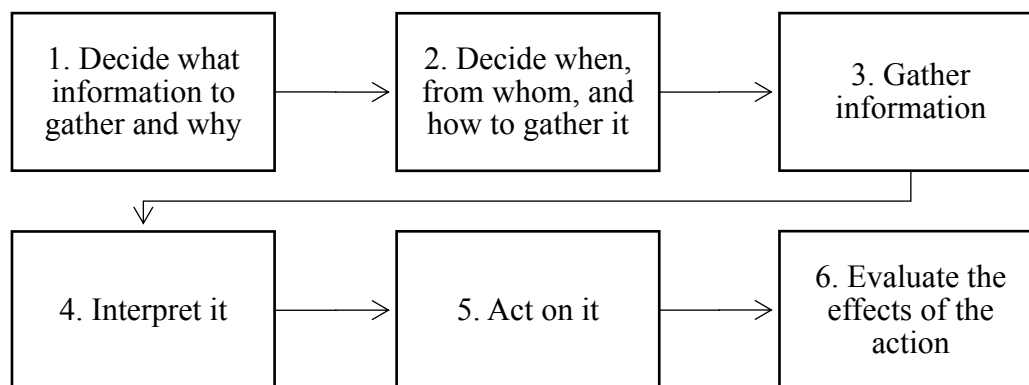 1. Decide what
information to
gather and why
2. Decide when,
from whom, and
how to gather it
3. Gather
information
4. Interpret it
5. Act on it
6. Evaluate the
effects of the
action